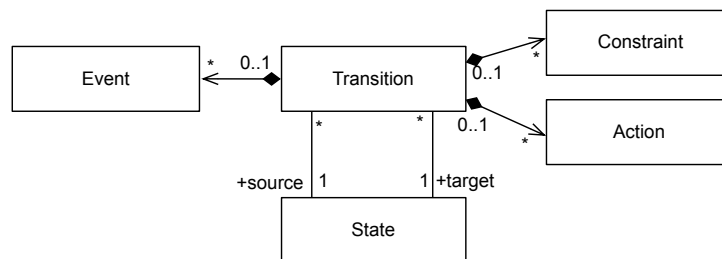 Constraint
* 0..1
0..1 *
Event
Transition
0..1
Action
*
* *
+source 1 1 +target
State